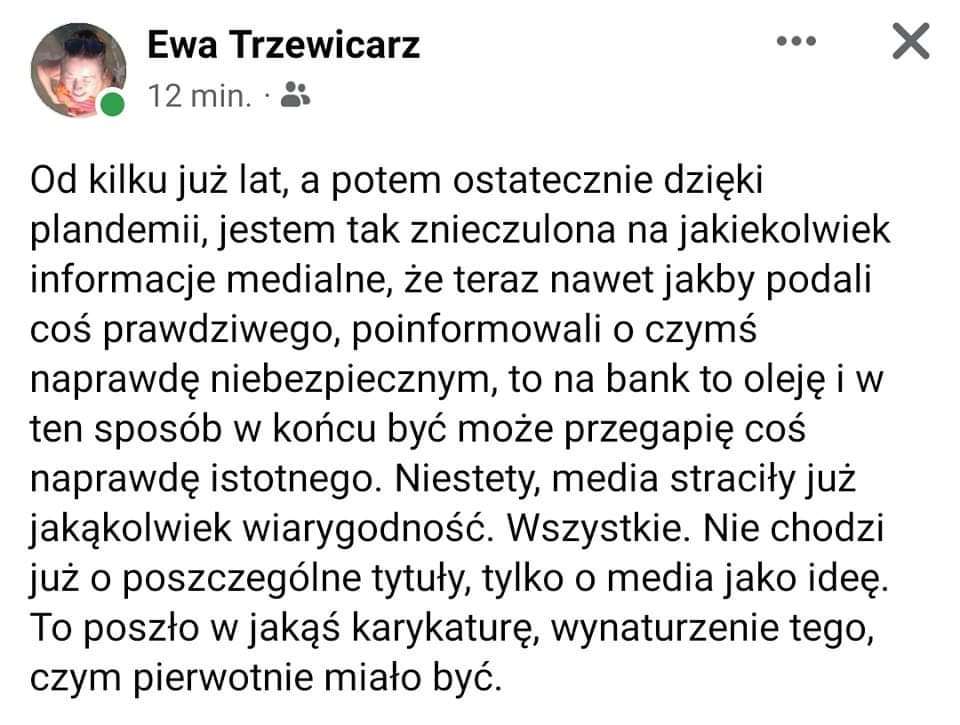 Ewa Trzewicarz
12 min. ·
Od kilku już lat, a potem ostatecznie dzięki
plandemii, jestem tak znieczulona na jakiekolwiek
informacje medialne, że teraz nawet jakby podali
coś prawdziwego, poinformowali o czymś
naprawdę niebezpiecznym, to na bank to oleję i w
ten sposób w końcu być może przegapię coś
naprawdę istotnego. Niestety, media straciły już
jakąkolwiek wiarygodność. Wszystkie. Nie chodzi
już o poszczególne tytuły, tylko o media jako ideę.
To poszło w jakąś karykaturę, wynaturzenie tego,
czym pierwotnie miało być.